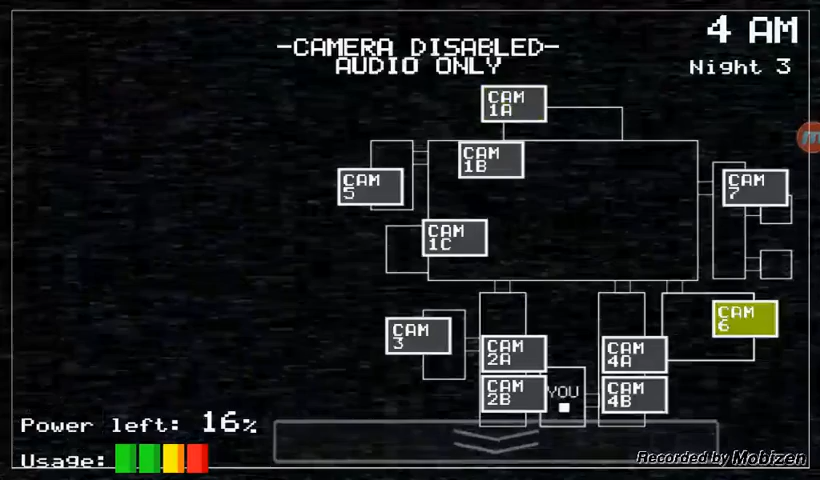 4 AM
-CAMERA DISABLED-
AUDIO ONLY
Night 3
CAM
1A
CAM
1B
CAM
5
CAM
7
CAM
1C
CAM
6
CAM
3
CAM
2A
CAM
4A
CAM
2B
YOU
CAM
4B
Power left: 16%
Usage:
Recorded by Mobizen
M